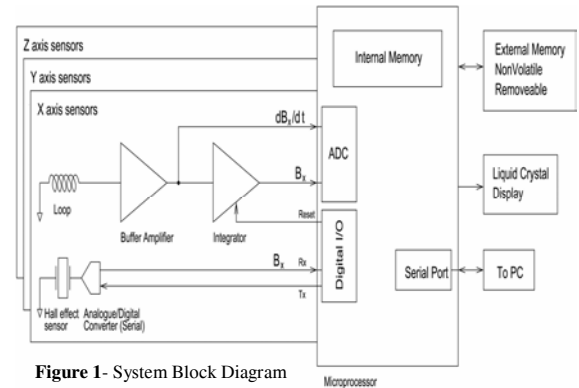 Z axis sensors
Y axis sensors
X axis sensors
Loop
Buffer Amplifier
Integrator
dBₓ/dt
Bₓ
Reset
ADC
Digital I/O
Bₓ
Rx
Tx
Hall effect
sensor
Analogue/Digital
Converter (Serial)
Internal Memory
Serial Port
External Memory
NonVolatile
Removeable
Liquid Crystal
Display
To PC
Microprocessor
Figure 1- System Block Diagram